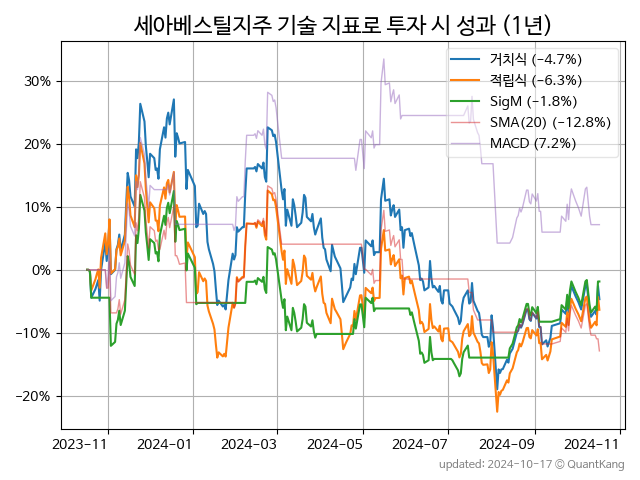 세아베스틸지주 기술 지표로 투자 시 성과 (1년)
거치식 (−4.7%)
적립식 (−6.3%)
SigM (−1.8%)
SMA(20) (−12.8%)
MACD (7.2%)
30%
20%
10%
0%
−10%
−20%
2023-11 2024-01 2024-03 2024-05 2024-07 2024-09 2024-11
updated: 2024-10-17 © QuantKang